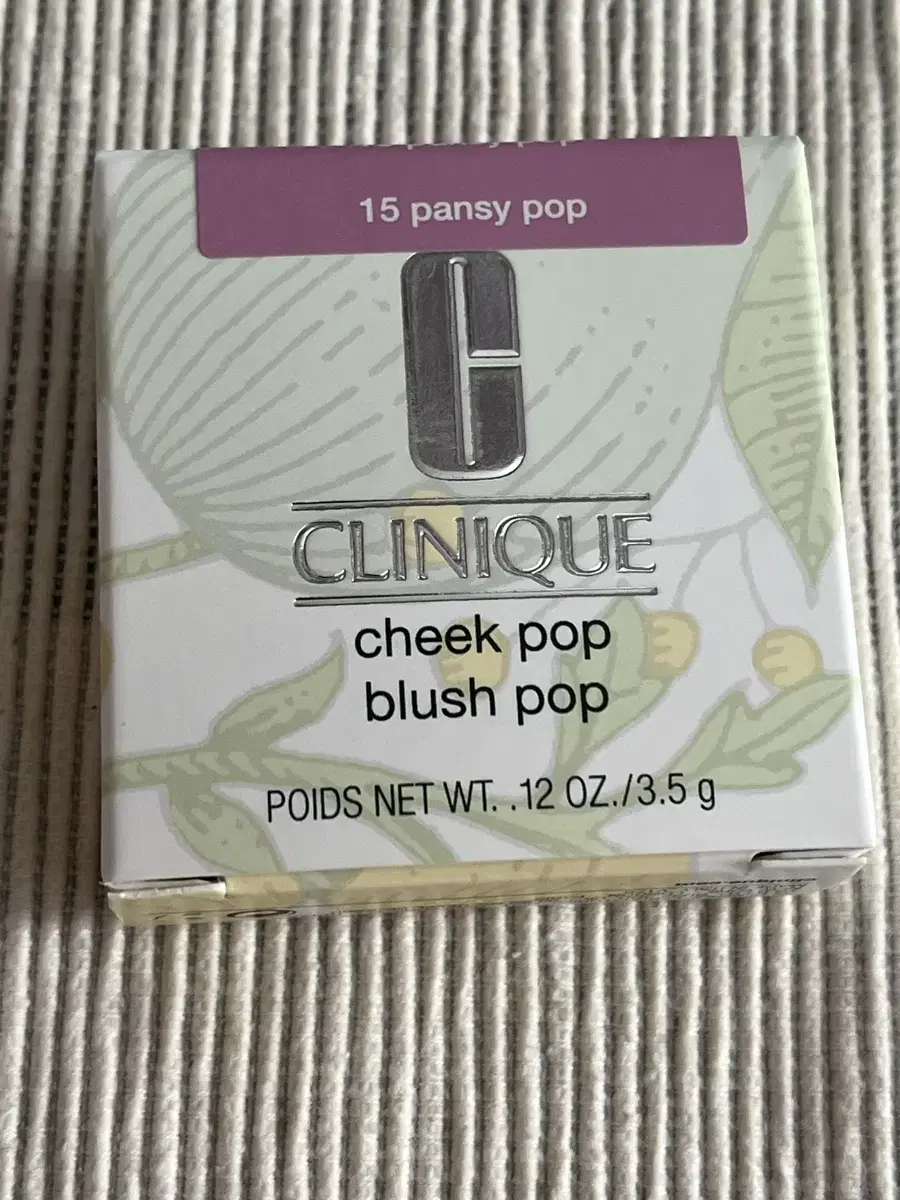 15 pansy pop
CLINIQUE
cheek pop
blush pop
POIDS NET WT. .12 OZ./3.5 g